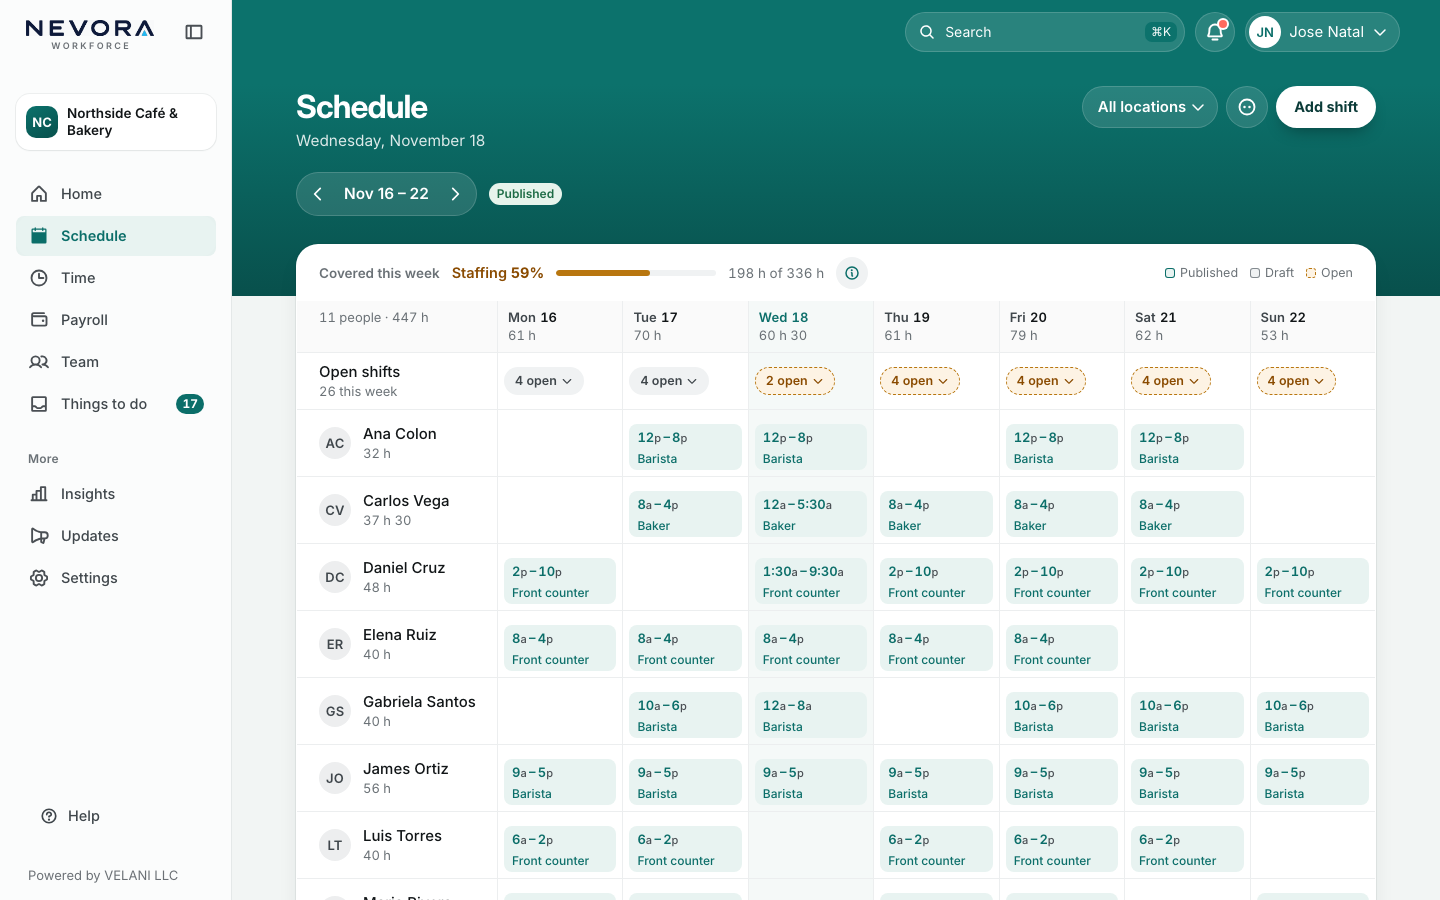 NEVORA
WORKFORCE
Search
⌘K
JN
Jose Natal
NC
Northside Café &
Bakery
Home
Schedule
Time
Payroll
Team
Things to do
17
More
Insights
Updates
Settings
Help
Powered by VELANI LLC
Schedule
Wednesday, November 18
All locations
Add shift
Nov 16 – 22
Published
Covered this week
Staffing 59%
198 h of 336 h
Published
Draft
Open
11 people · 447 h
Mon 16
61 h
Tue 17
70 h
Wed 18
60 h 30
Thu 19
61 h
Fri 20
79 h
Sat 21
62 h
Sun 22
53 h
Open shifts
26 this week
4 open
4 open
2 open
4 open
4 open
4 open
4 open
AC
Ana Colon
32 h
12p – 8p
Barista
12p – 8p
Barista
12p – 8p
Barista
12p – 8p
Barista
CV
Carlos Vega
37 h 30
8a – 4p
Baker
12a – 5:30a
Baker
8a – 4p
Baker
8a – 4p
Baker
8a – 4p
Baker
DC
Daniel Cruz
48 h
2p – 10p
Front counter
1:30a – 9:30a
Front counter
2p – 10p
Front counter
2p – 10p
Front counter
2p – 10p
Front counter
2p – 10p
Front counter
ER
Elena Ruiz
40 h
8a – 4p
Front counter
8a – 4p
Front counter
8a – 4p
Front counter
8a – 4p
Front counter
8a – 4p
Front counter
GS
Gabriela Santos
40 h
10a – 6p
Barista
12a – 8a
Barista
10a – 6p
Barista
10a – 6p
Barista
10a – 6p
Barista
JO
James Ortiz
56 h
9a – 5p
Barista
9a – 5p
Barista
9a – 5p
Barista
9a – 5p
Barista
9a – 5p
Barista
9a – 5p
Barista
9a – 5p
Barista
LT
Luis Torres
40 h
6a – 2p
Front counter
6a – 2p
Front counter
6a – 2p
Front counter
6a – 2p
Front counter
6a – 2p
Front counter